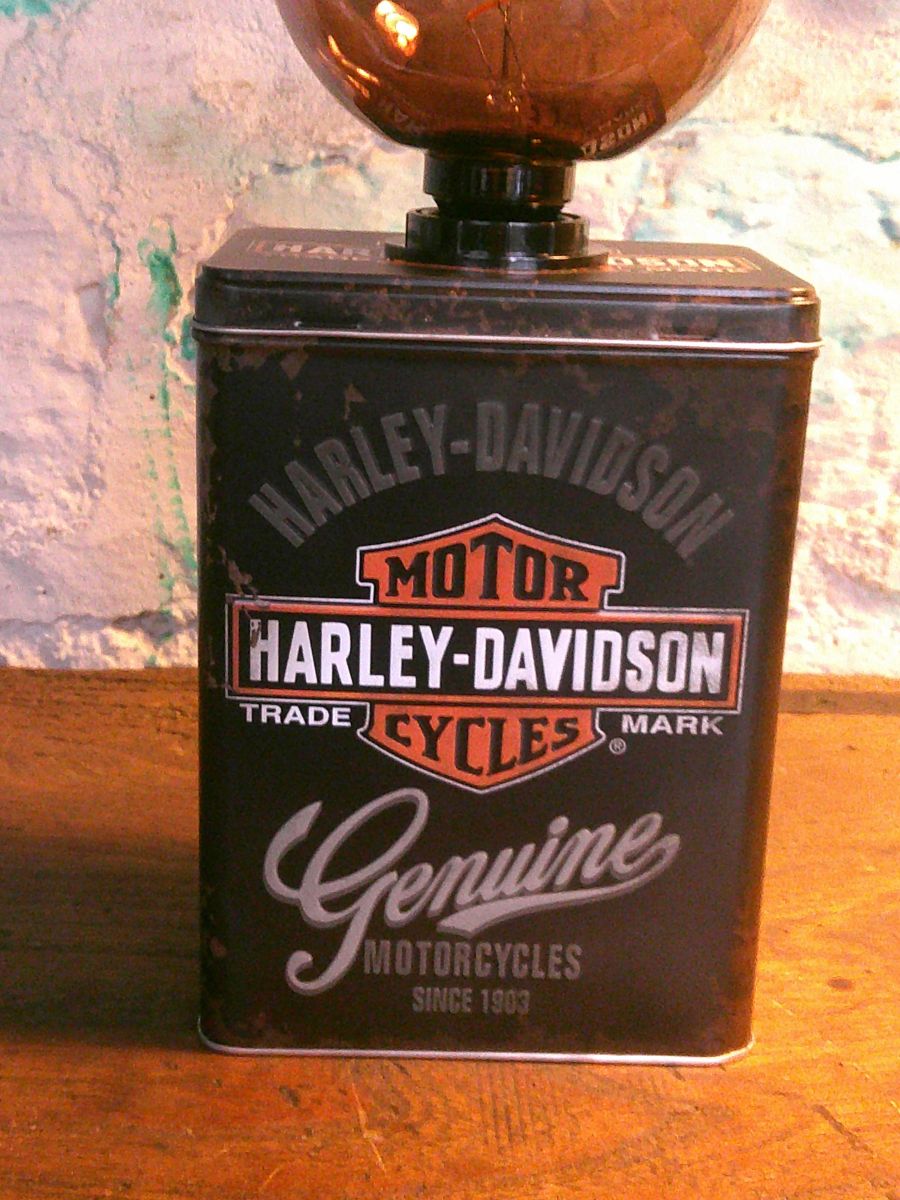 HARLEY-DAVIDSON
MOTOR
HARLEY-DAVIDSON
TRADE MARK
CYCLES ®
Genuine
MOTORCYCLES
SINCE 1903